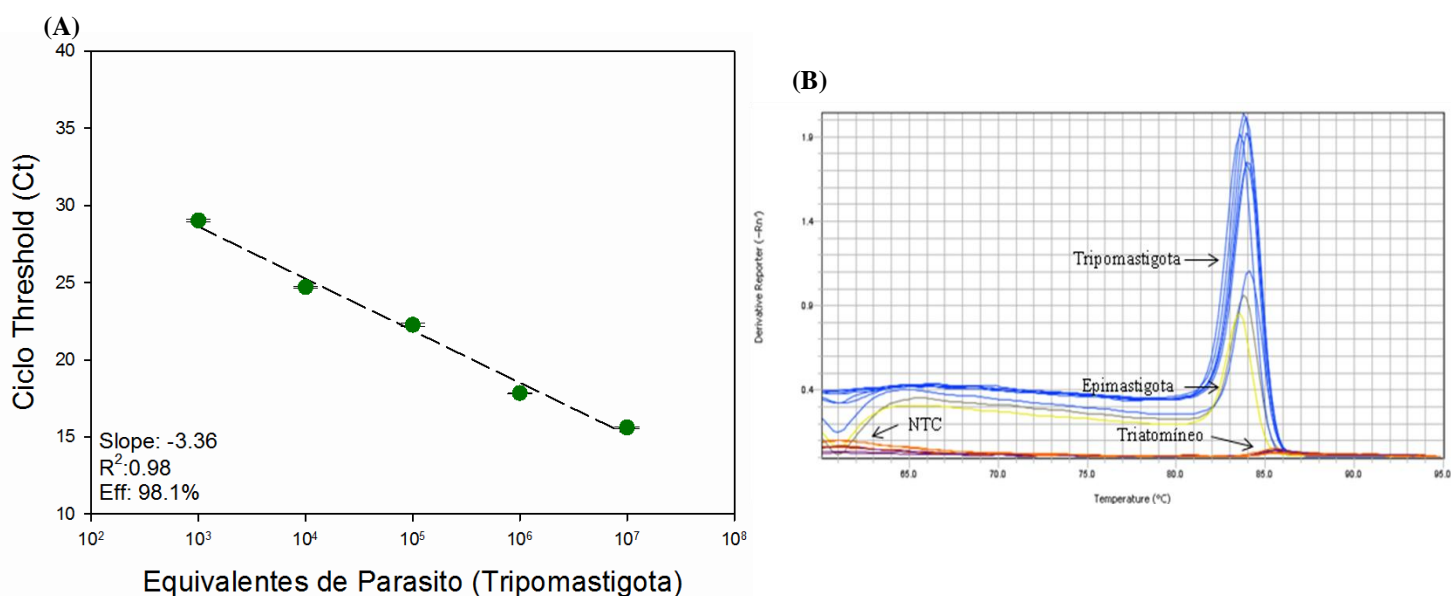 (A)
40
35
30
25
20
15
10
Ciclo Threshold (Ct)
Slope: -3.36
R²:0.98
Eff: 98.1%
10² 10³ 10⁴ 10⁵ 10⁶ 10⁷ 10⁸
Equivalentes de Parasito (Tripomastigota)
(B)
1.9
1.4
0.9
0.4
Derivative Reporter (-Rn')
Tripomastigota
Epimastigota
NTC
Triatomíneo
65.0 70.0 75.0 80.0 85.0 90.0 95.0
Temperature (°C)